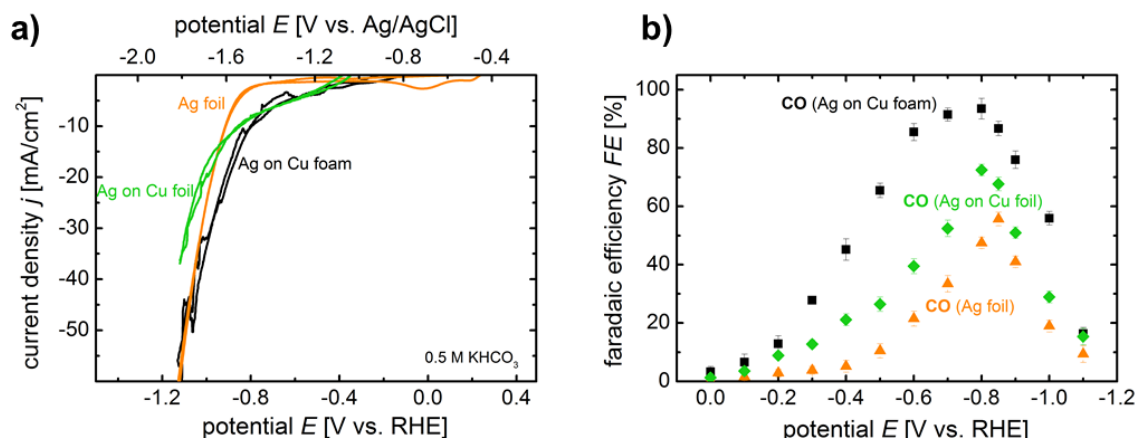 a)
potential E [V vs. Ag/AgCl]
-2.0 -1.6 -1.2 -0.8 -0.4
current density j [mA/cm²]
-10
-20
-30
-40
-50
Ag foil
Ag on Cu foam
Ag on Cu foil
0.5 M KHCO₃
-1.2 -0.8 -0.4 0.0 0.4
potential E [V vs. RHE]
b)
faradaic efficiency FE [%]
100
80
60
40
20
0
CO (Ag on Cu foam)
CO (Ag on Cu foil)
CO (Ag foil)
0.0 -0.2 -0.4 -0.6 -0.8 -1.0 -1.2
potential E [V vs. RHE]